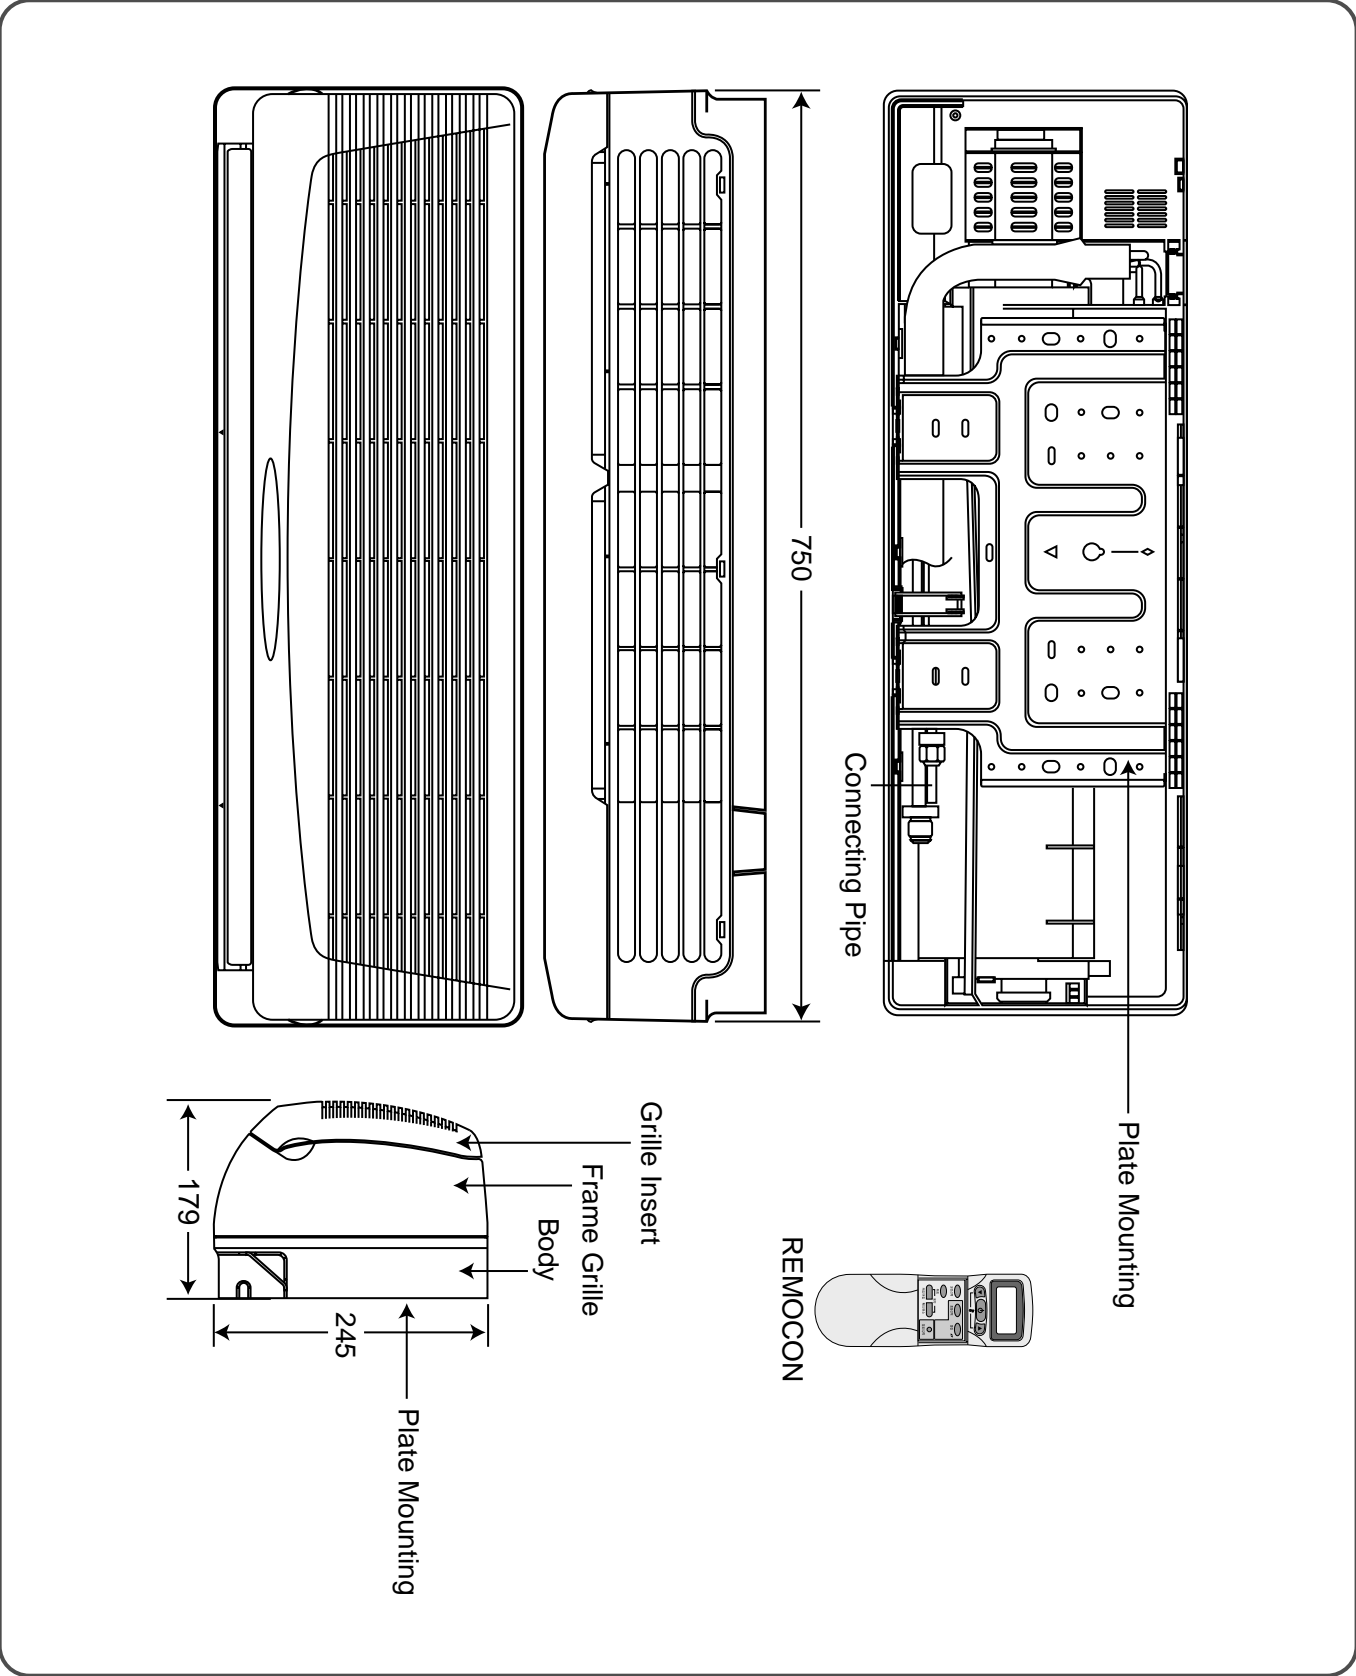 Connecting Pipe
Plate Mounting
750
REMOCON
Grille Insert
Frame Grille
Body
179
245
Plate Mounting